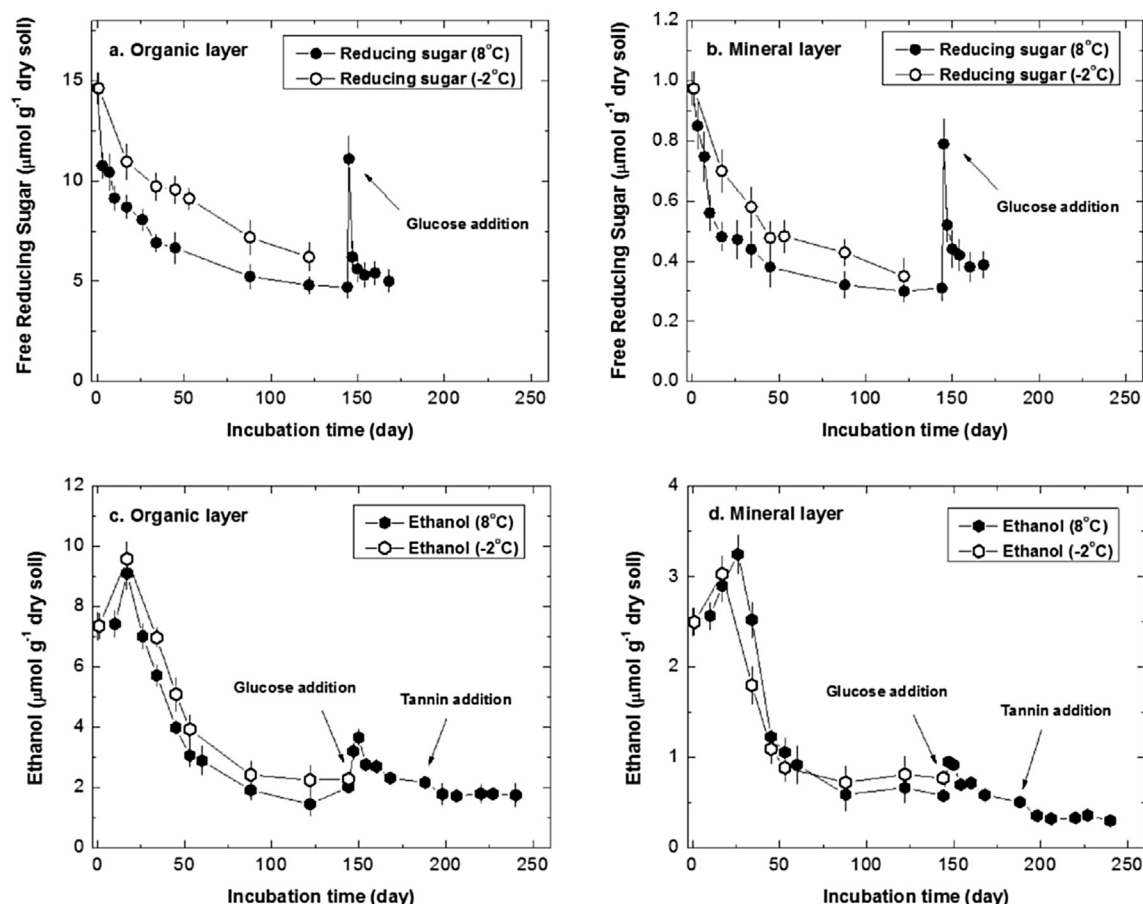 a. Organic layer
Reducing sugar (8°C)
Reducing sugar (-2°C)
Glucose addition
Free Reducing Sugar (μmol g⁻¹ dry soil)
0
5
10
15
0
50
100
150
200
250
Incubation time (day)
b. Mineral layer
Reducing sugar (8°C)
Reducing sugar (-2°C)
Glucose addition
Free Reducing Sugar (μmol g⁻¹ dry soil)
0.0
0.2
0.4
0.6
0.8
1.0
1.2
0
50
100
150
200
250
Incubation time (day)
c. Organic layer
Ethanol (8°C)
Ethanol (-2°C)
Glucose addition
Tannin addition
Ethanol (μmol g⁻¹ dry soil)
0
2
4
6
8
10
12
0
50
100
150
200
250
Incubation time (day)
d. Mineral layer
Ethanol (8°C)
Ethanol (-2°C)
Glucose addition
Tannin addition
Ethanol (μmol g⁻¹ dry soil)
0
1
2
3
4
0
50
100
150
200
250
Incubation time (day)